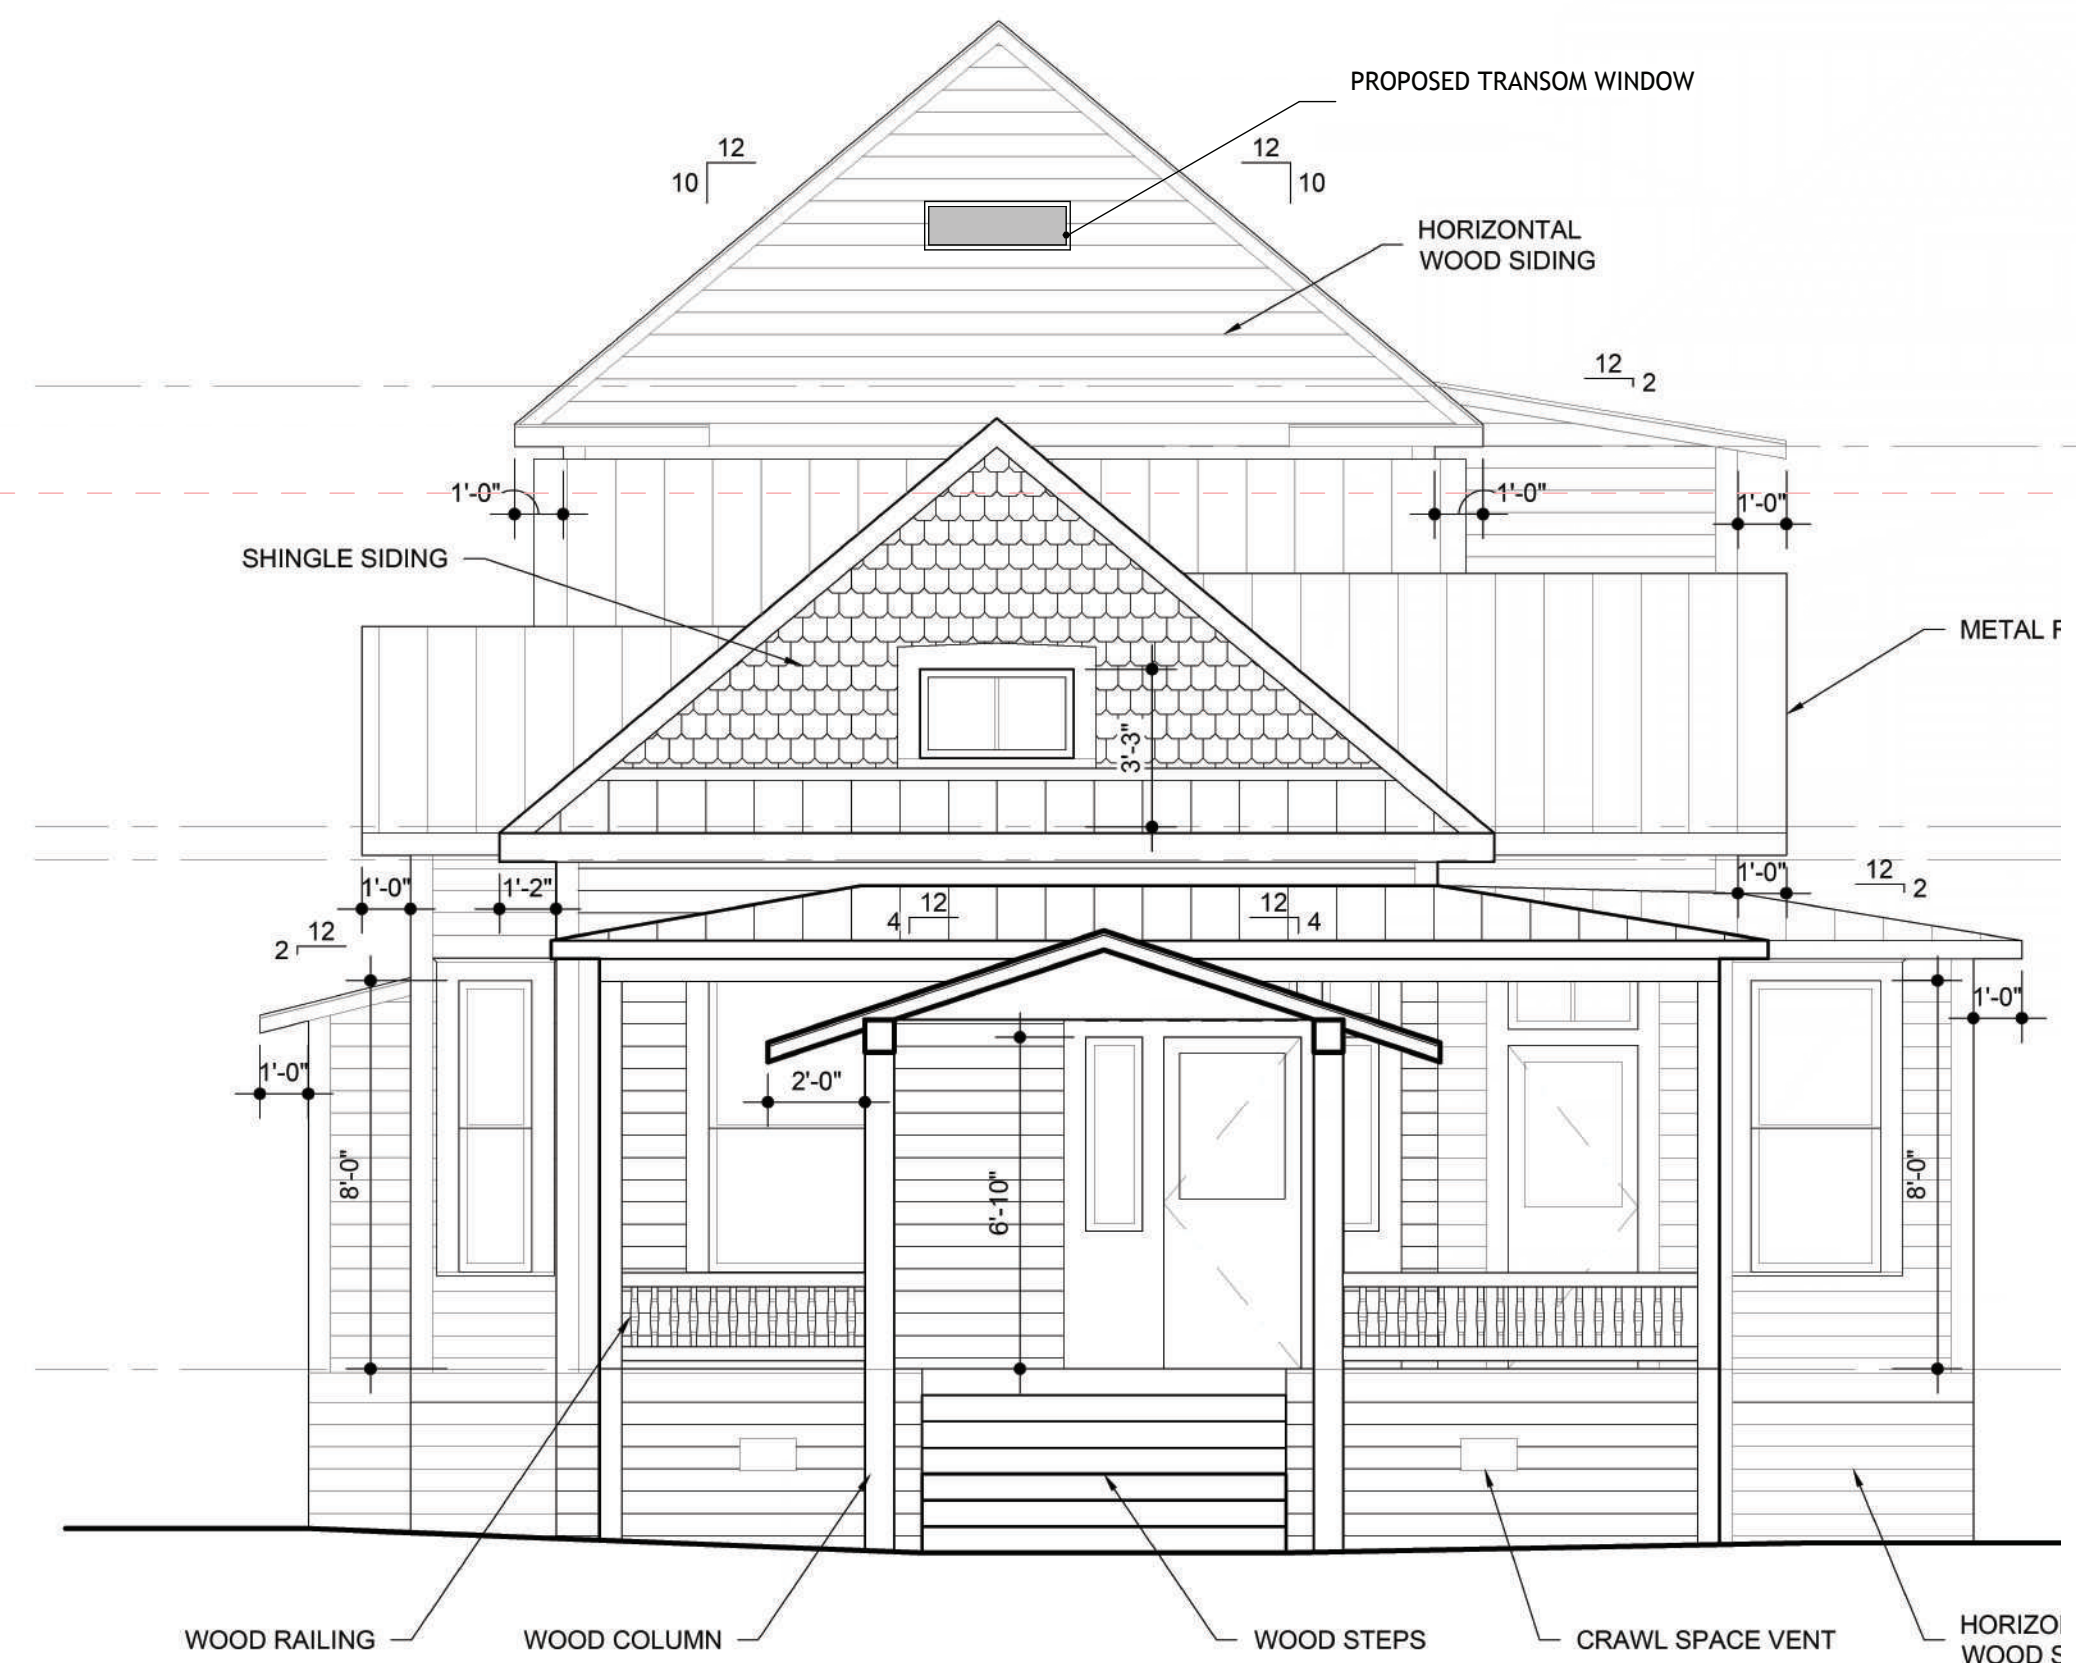 PROPOSED TRANSOM WINDOW
12
10
12
10
HORIZONTAL
WOOD SIDING
12
2
1'-0"
1'-0"
1'-0"
SHINGLE SIDING
METAL
3'-3"
1'-0"
1'-2"
1'-0"
12
2
12
4
12
4
12
2
1'-0"
1'-0"
2'-0"
8'-0"
6'-10"
8'-0"
WOOD RAILING
WOOD COLUMN
WOOD STEPS
CRAWL SPACE VENT
HORIZO
WOOD S